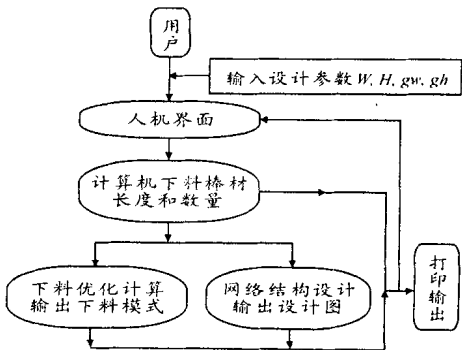 用
户
输入设计参数W, H, gw, gh
人机界面
计算机下料棒材
长度和数量
下料优化计算
输出下料模式
网络结构设计
输出设计图
打
印
输
出